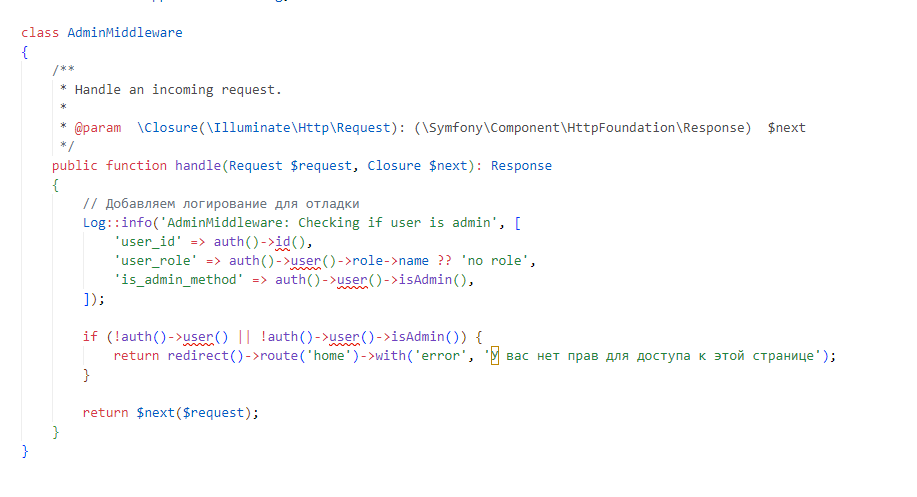 class AdminMiddleware
{
    /**
     * Handle an incoming request.
     *
     * @param  \Closure(\Illuminate\Http\Request): (\Symfony\Component\HttpFoundation\Response)  $next
     */
    public function handle(Request $request, Closure $next): Response
    {
        // Добавляем логирование для отладки
        Log::info('AdminMiddleware: Checking if user is admin', [
            'user_id' => auth()->id(),
            'user_role' => auth()->user()->role->name ?? 'no role',
            'is_admin_method' => auth()->user()->isAdmin(),
        ]);

        if (!auth()->user() || !auth()->user()->isAdmin()) {
            return redirect()->route('home')->with('error', 'У вас нет прав для доступа к этой странице');
        }

        return $next($request);
    }
}